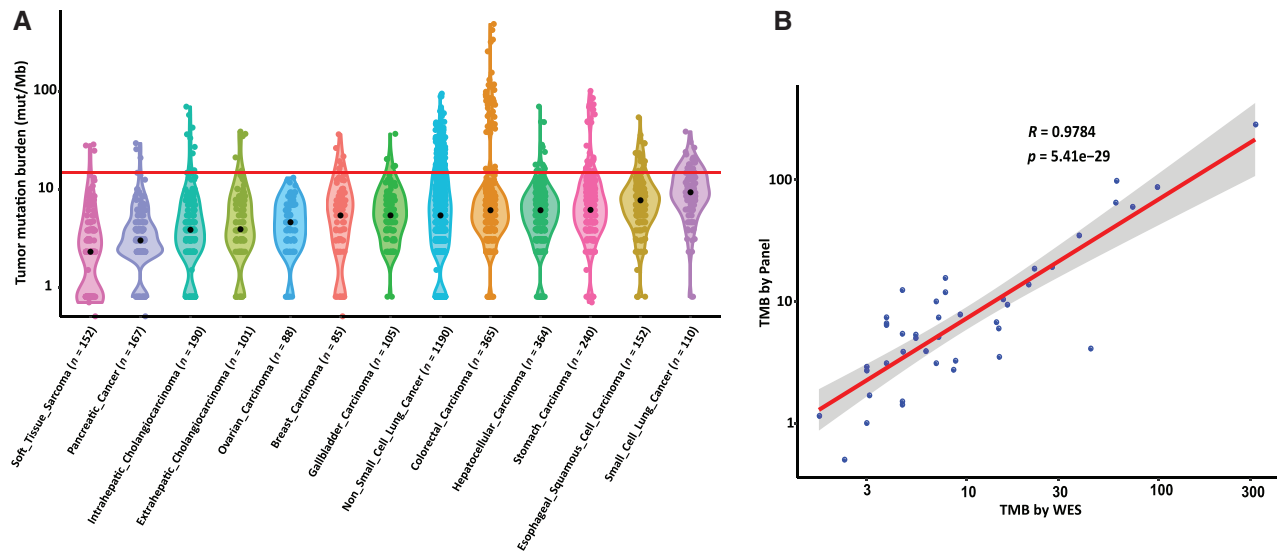 A
Tumor mutation burden (mut/Mb)
100
10
1
Soft_Tissue_Sarcoma (n = 152)
Pancreatic_Cancer (n = 167)
Intrahepatic_Cholangiocarcinoma (n = 190)
Extrahepatic_Cholangiocarcinoma (n = 101)
Ovarian_Carcinoma (n = 88)
Breast_Carcinoma (n = 85)
Gallbladder_Carcinoma (n = 105)
Non_Small_Cell_Lung_Cancer (n = 1190)
Colorectal_Carcinoma (n = 365)
Hepatocellular_Carcinoma (n = 364)
Stomach_Carcinoma (n = 240)
Esophageal_Squamous_Cell_Carcinoma (n = 152)
Small_Cell_Lung_Cancer (n = 110)
B
TMB by Panel
100
10
1
R = 0.9784
p = 5.41e–29
3
10
30
100
300
TMB by WES